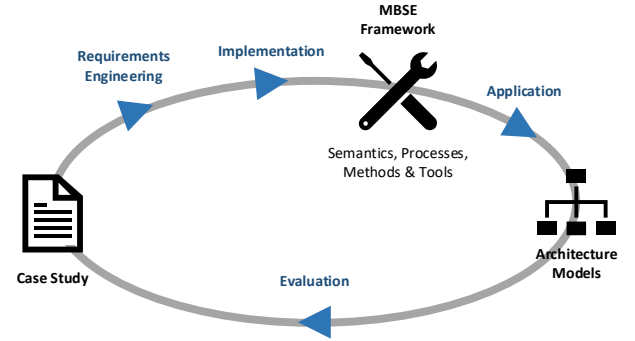 MBSE
Framework
Implementation
Requirements
Engineering
Application
Semantics, Processes,
Methods & Tools
Architecture
Models
Case Study
Evaluation